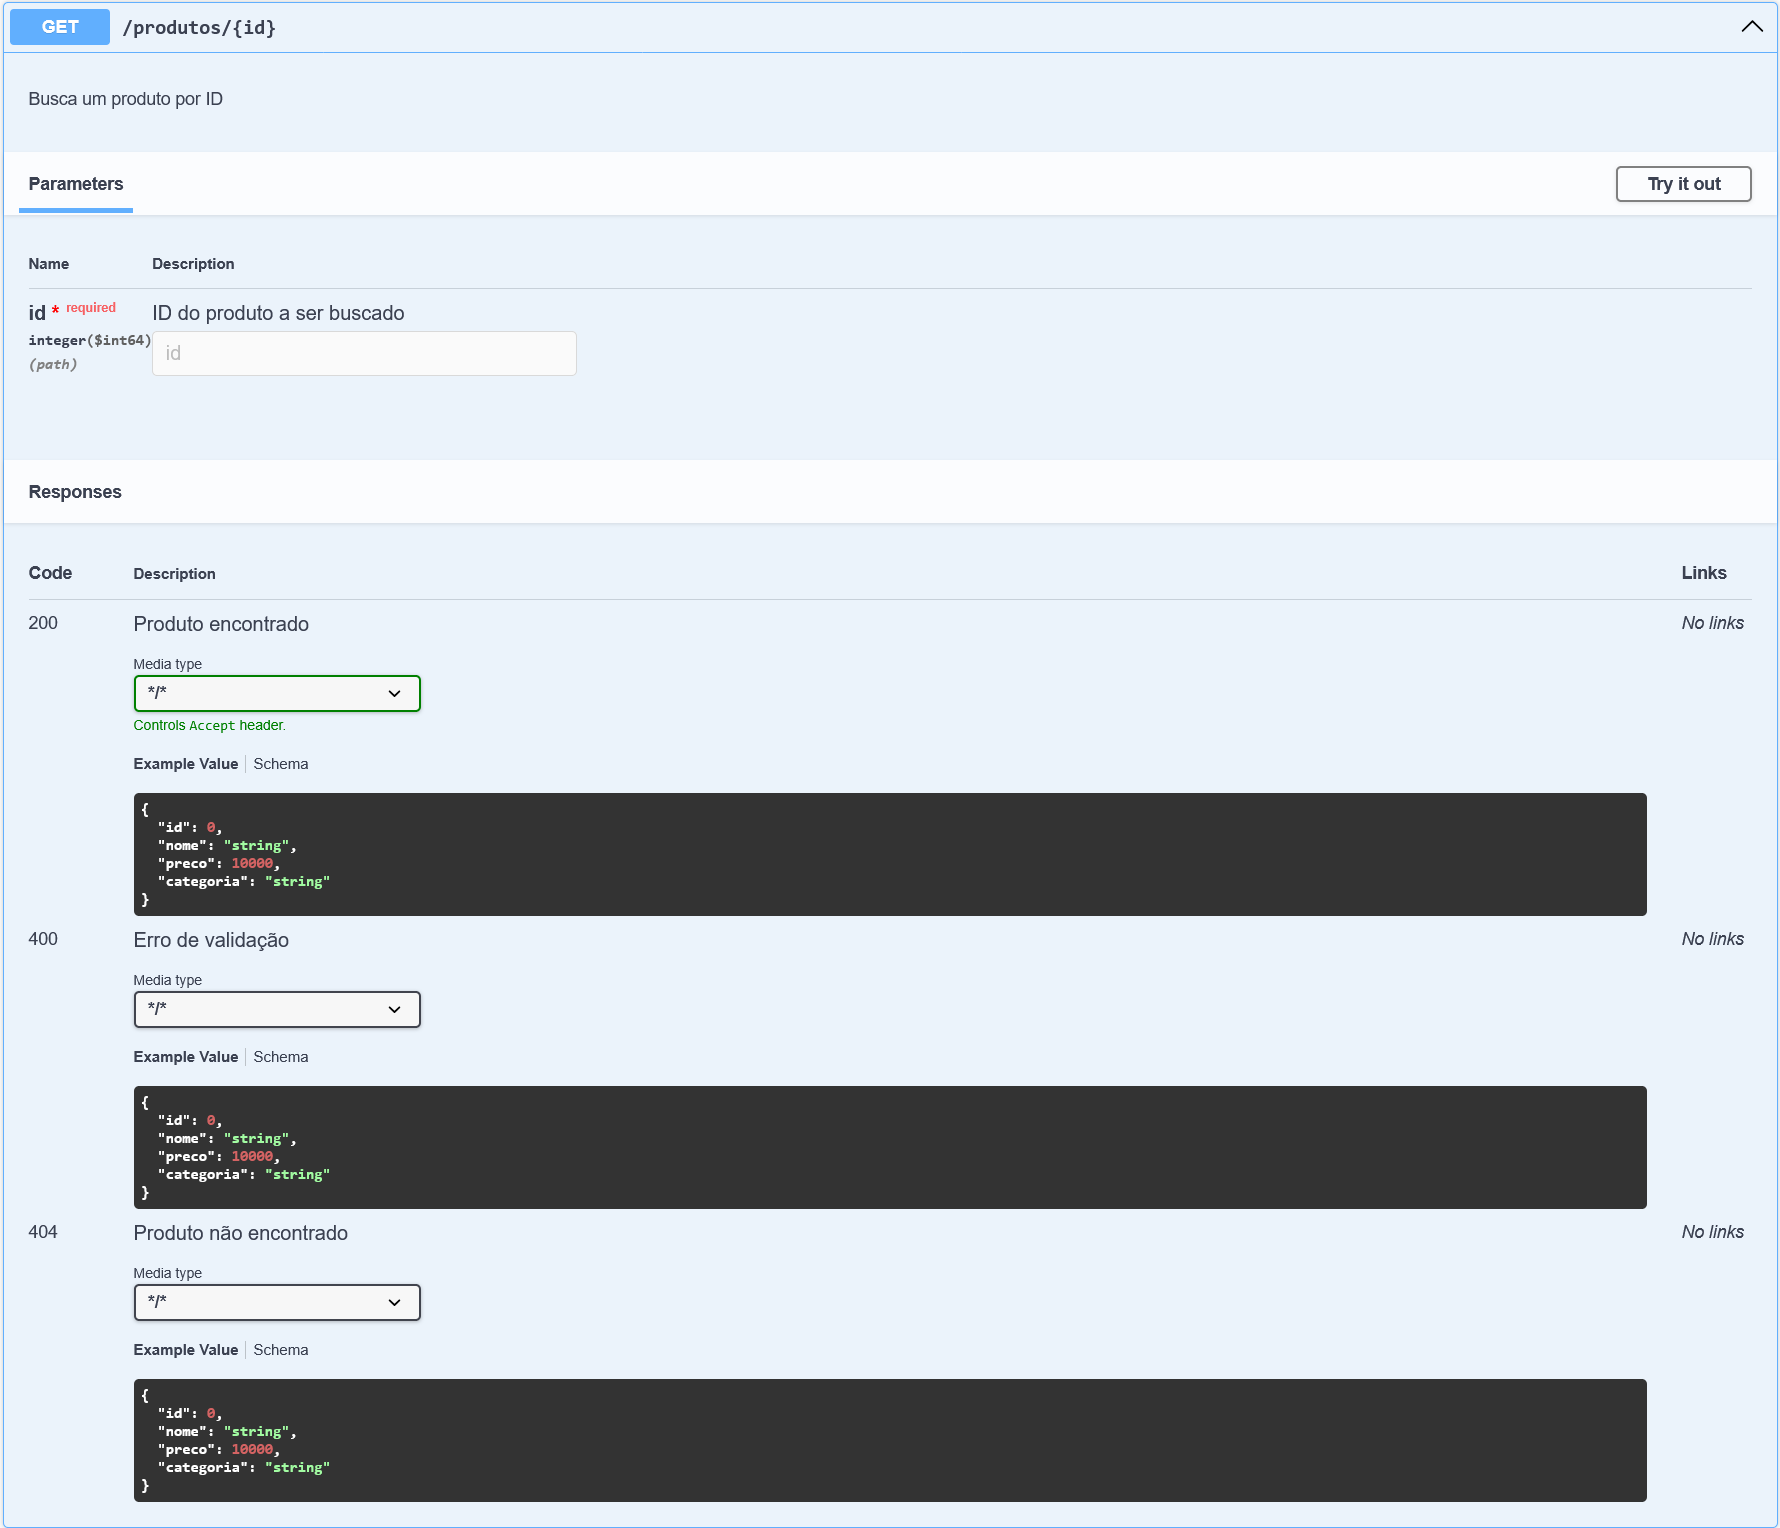 GET /produtos/{id}
Busca um produto por ID
Parameters
Try it out
Name Description
id * required
integer($int64)
(path)
ID do produto a ser buscado
id
Responses
Code Description Links
200 Produto encontrado No links
Media type
*/*
Controls Accept header.
Example Value Schema
{
  "id": 0,
  "nome": "string",
  "preco": 10000,
  "categoria": "string"
}
400 Erro de validação No links
Media type
*/*
Example Value Schema
{
  "id": 0,
  "nome": "string",
  "preco": 10000,
  "categoria": "string"
}
404 Produto não encontrado No links
Media type
*/*
Example Value Schema
{
  "id": 0,
  "nome": "string",
  "preco": 10000,
  "categoria": "string"
}